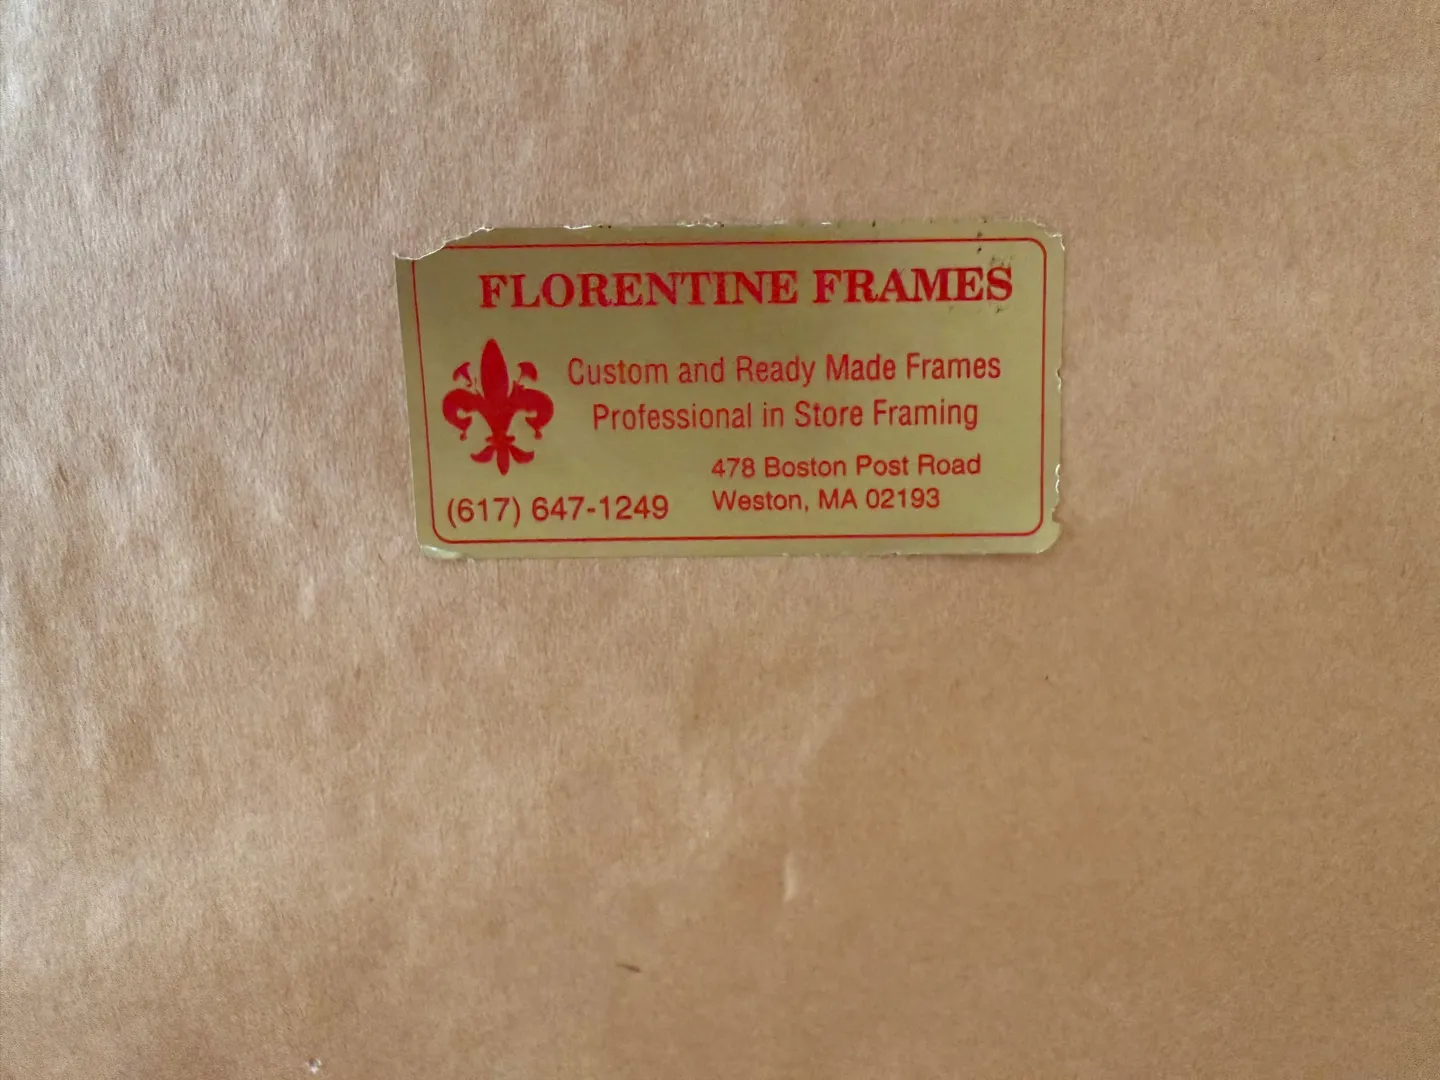 FLORENTINE FRAMES
Custom and Ready Made Frames
Professional in Store Framing
478 Boston Post Road
Weston, MA 02193
(617) 647-1249